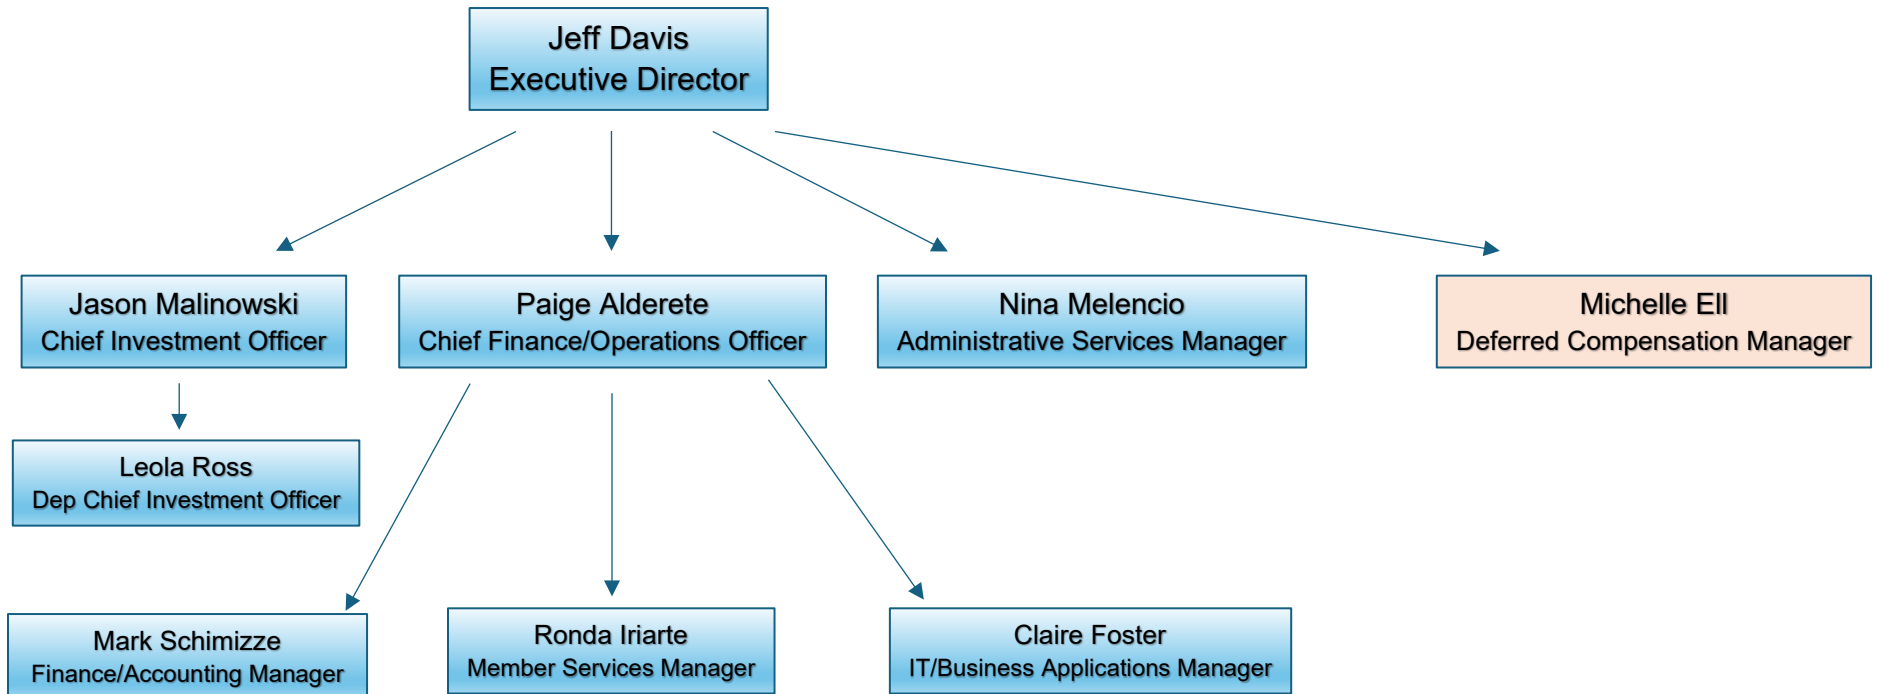 Jeff Davis
Executive Director
Jason Malinowski
Chief Investment Officer
Paige Alderete
Chief Finance/Operations Officer
Nina Melencio
Administrative Services Manager
Michelle Ell
Deferred Compensation Manager
Leola Ross
Dep Chief Investment Officer
Mark Schimizze
Finance/Accounting Manager
Ronda Iriarte
Member Services Manager
Claire Foster
IT/Business Applications Manager